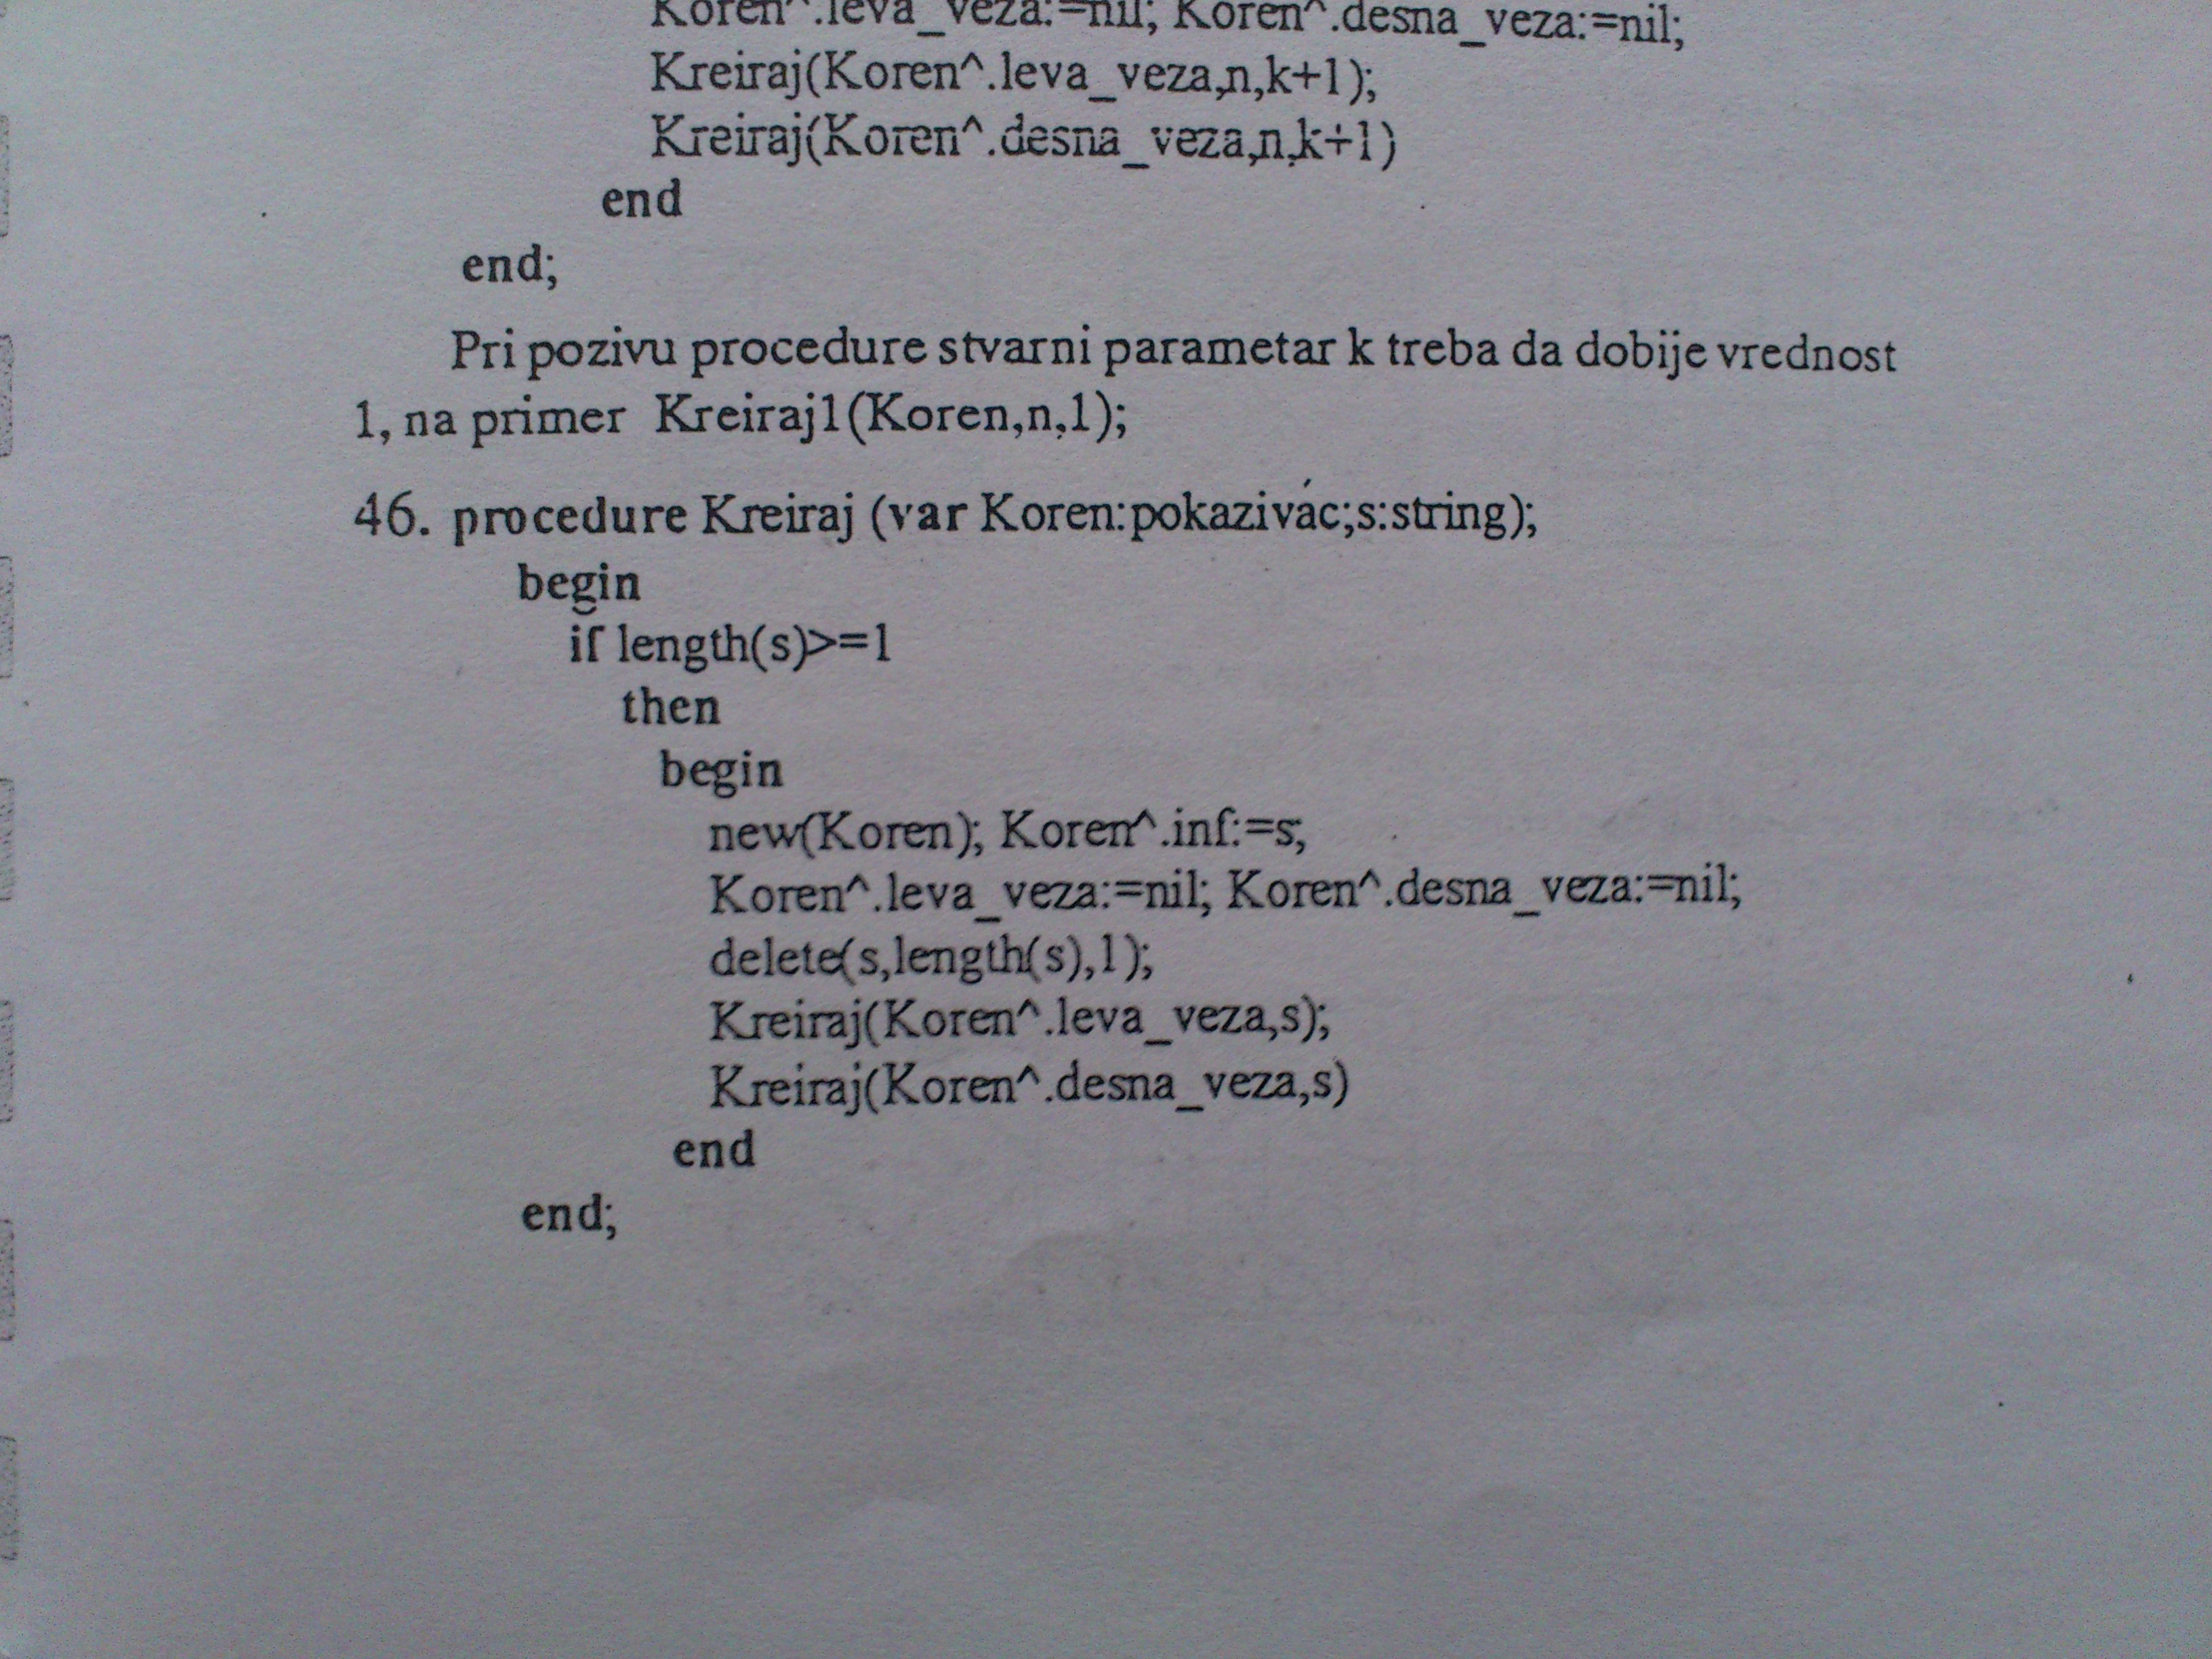 Koren^.leva_veza:=nil; Koren^.desna_veza:=nil;
Kreiraj(Koren^.leva_veza,n,k+1);
Kreiraj(Koren^.desna_veza,n,k+1)
end
end;
Pri pozivu procedure stvarni parametar k treba da dobije vrednost
1, na primer Kreiraj1(Koren,n,1);
46. procedure Kreiraj (var Koren:pokazivác;s:string);
begin
if length(s)>=1
then
begin
new(Koren); Koren^.inf:=s;
Koren^.leva_veza:=nil; Koren^.desna_veza:=nil;
delete(s,length(s),1);
Kreiraj(Koren^.leva_veza,s);
Kreiraj(Koren^.desna_veza,s)
end
end;